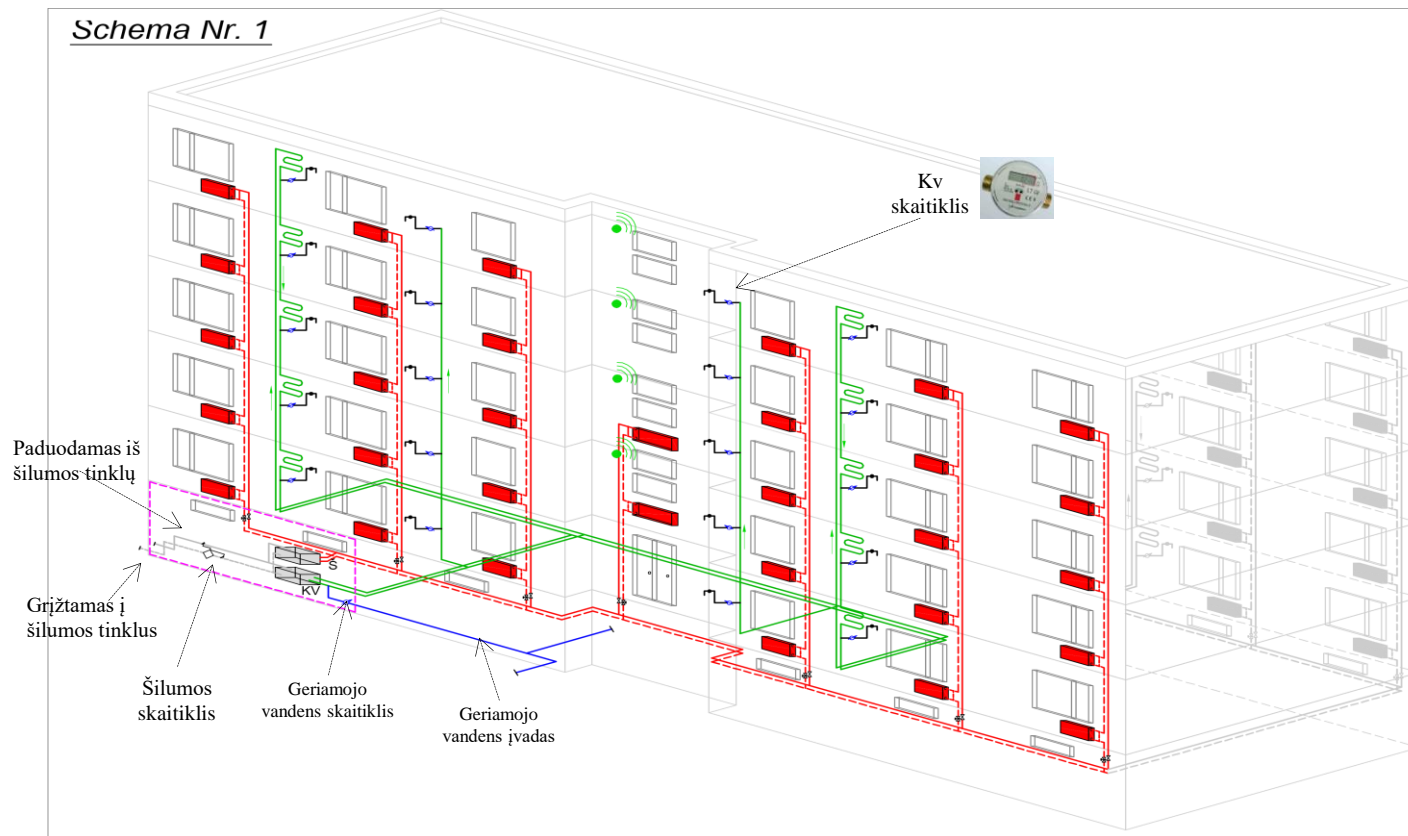 Schema Nr. 1
Kv
skaitiklis
Paduodamas iš
šilumos tinklų
Š
KV
Grįžtamas į
šilumos tinklus
Šilumos
skaitiklis
Geriamojo
vandens skaitiklis
Geriamojo
vandens įvadas